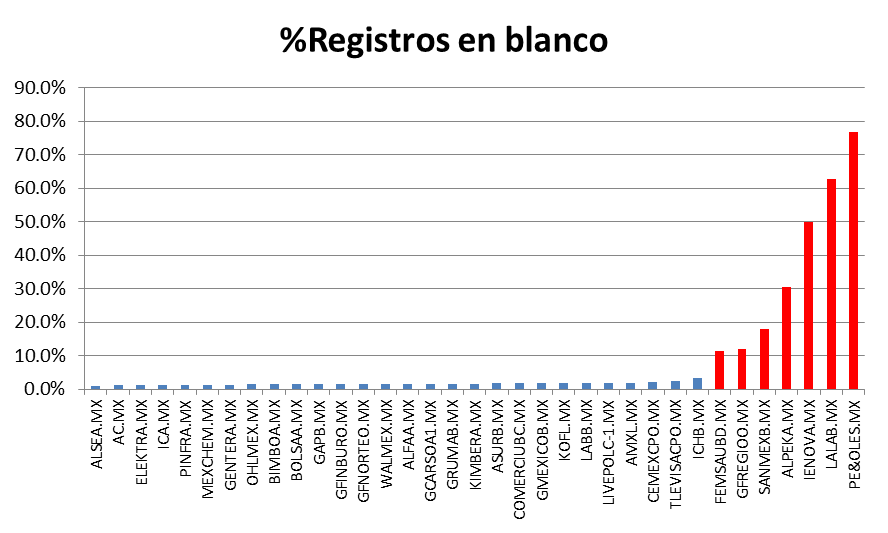 %Registros en blanco
90.0%
80.0%
70.0%
60.0%
50.0%
40.0%
30.0%
20.0%
10.0%
0.0%
ALSEA.MX
AC.MX
ELEKTRA.MX
ICA.MX
PINFRA.MX
MEXCHEM.MX
GENTERA.MX
OHLMEX.MX
BIMBOA.MX
BOLSAA.MX
GAPB.MX
GFINBURO.MX
GFNORTEO.MX
WALMEX.MX
ALFAA.MX
GCARSOA1.MX
GRUMAB.MX
KIMBERA.MX
ASURB.MX
COMERCIUBC.MX
GMEXICOB.MX
KOFL.MX
LABB.MX
LIVEPOLC-1.MX
AMXL.MX
CEMEXCPO.MX
TLEVISACPO.MX
ICHB.MX
FEMSAUBD.MX
GFREGIOO.MX
SANMEXB.MX
ALPEKA.MX
IENOVA.MX
LALAB.MX
PE&OLES.MX